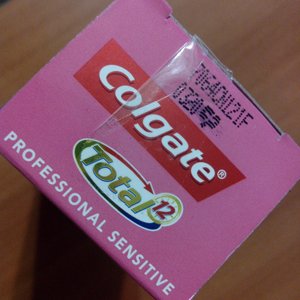 Colgate®
Total 12
PROFESSIONAL SENSITIVE